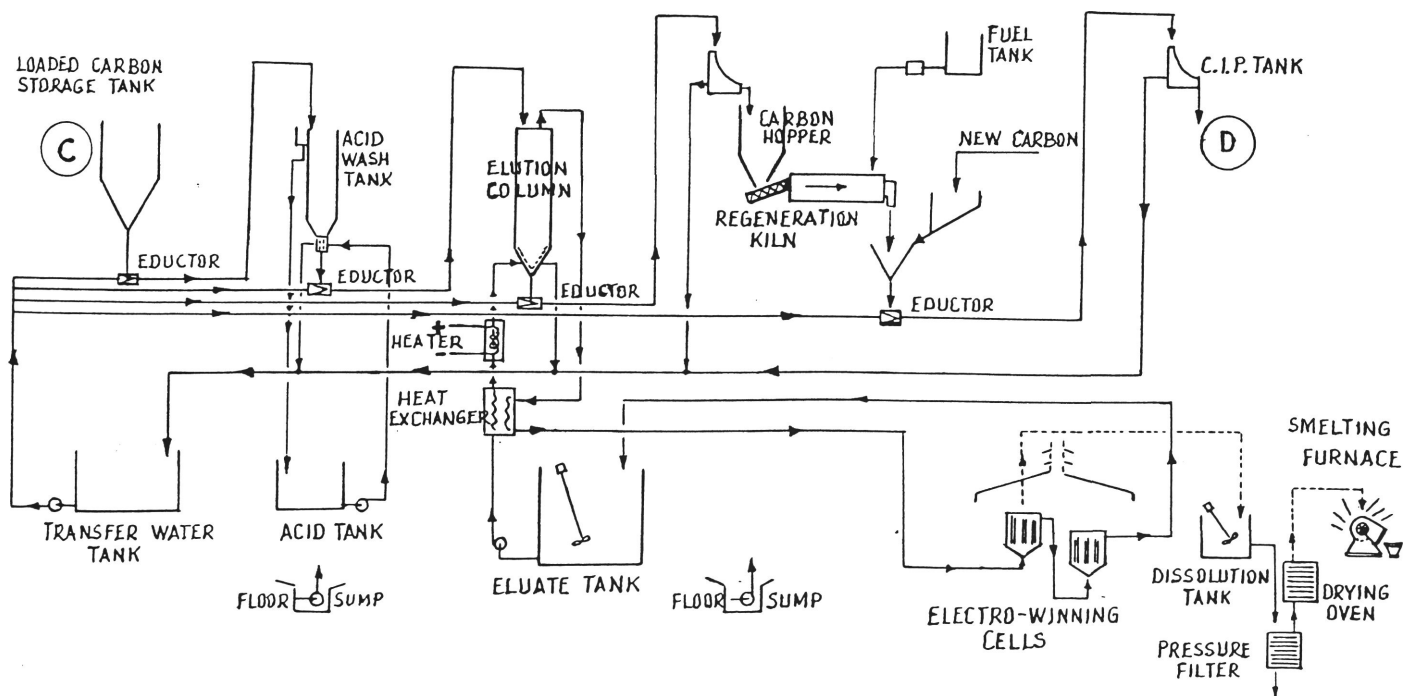 LOADED CARBON
STORAGE TANK
C
EDUCTOR
ACID
WASH
TANK
EDUCTOR
ELUTION
COLUMN
EDUCTOR
+
HEATER
-
HEAT
EXCHANGER
CARBON
HOPPER
REGENERATION
KILN
FUEL
TANK
NEW CARBON
EDUCTOR
C.I.P. TANK
D
TRANSFER WATER
TANK
ACID TANK
FLOOR SUMP
ELUATE TANK
FLOOR SUMP
ELECTRO-WINNING
CELLS
DISSOLUTION
TANK
SMELTING
FURNACE
DRYING
OVEN
PRESSURE
FILTER